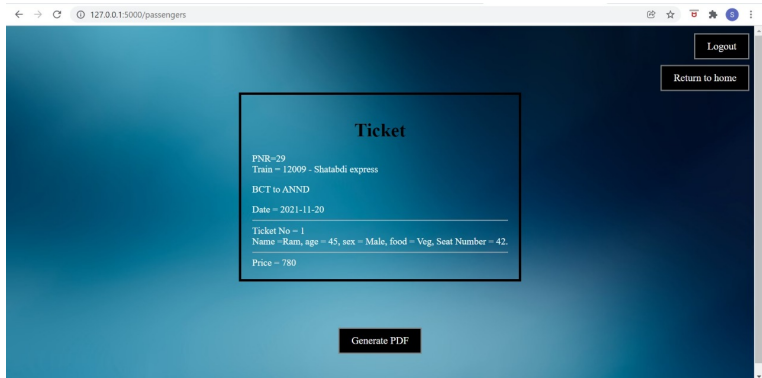 127.0.0.1:5000/passengers
S
Logout
Return to home
Ticket
PNR=29
Train = 12009 - Shatabdi express
BCT to ANND
Date = 2021-11-20
Ticket No = 1
Name =Ram, age = 45, sex = Male, food = Veg, Seat Number = 42.
Price = 780
Generate PDF